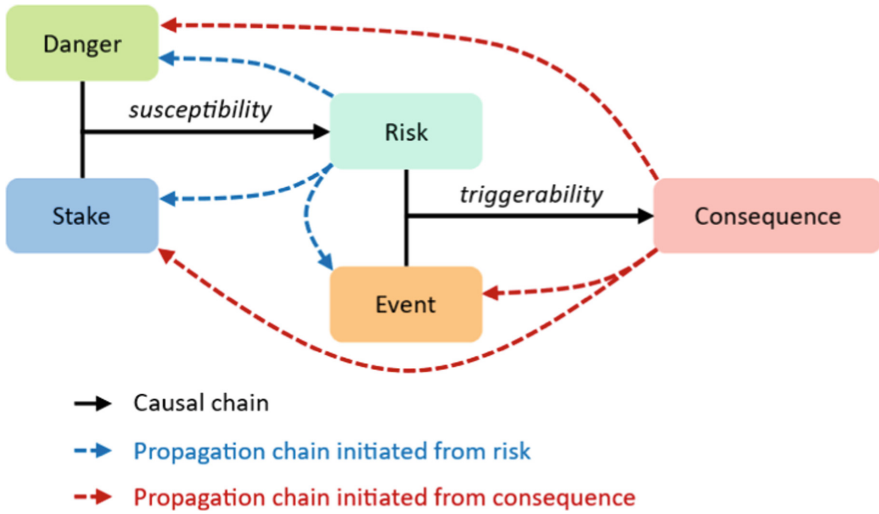 Danger
susceptibility
Risk
Stake
triggerability
Consequence
Event
Causal chain
Propagation chain initiated from risk
Propagation chain initiated from consequence